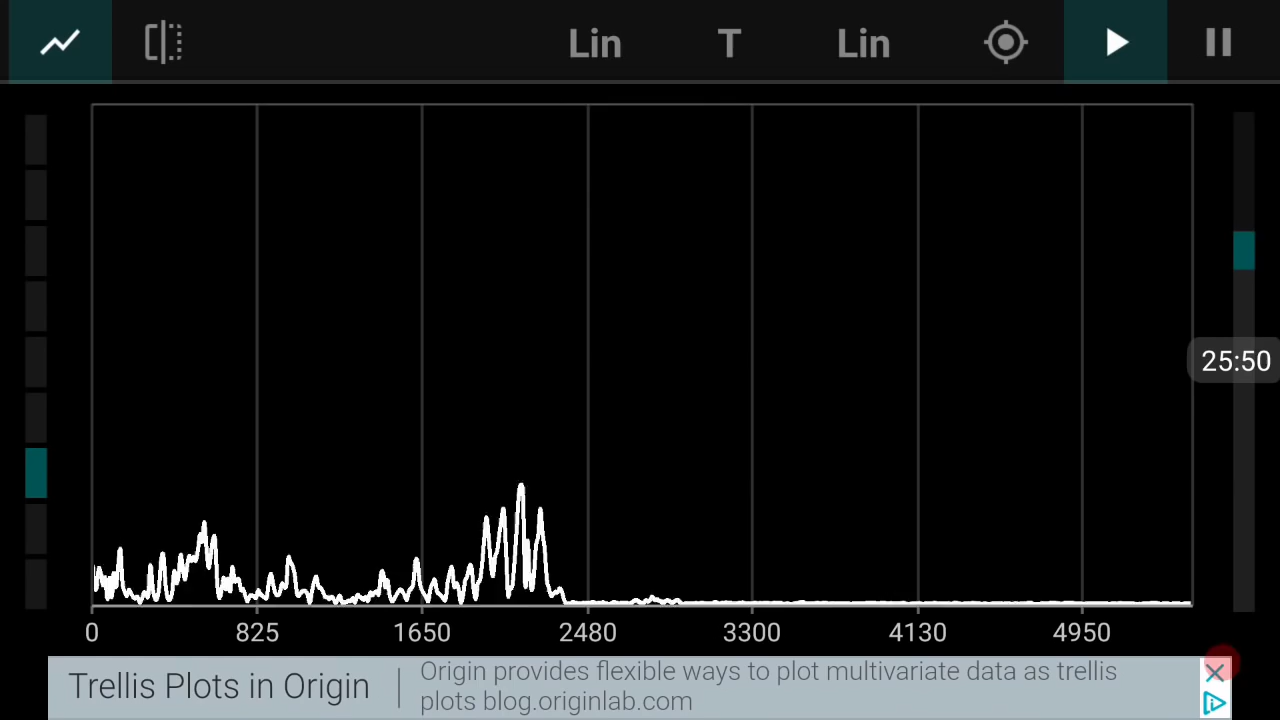 Lin T Lin
25:50
0 825 1650 2480 3300 4130 4950
Trellis Plots in Origin
Origin provides flexible ways to plot multivariate data as trellis
plots blog.originlab.com